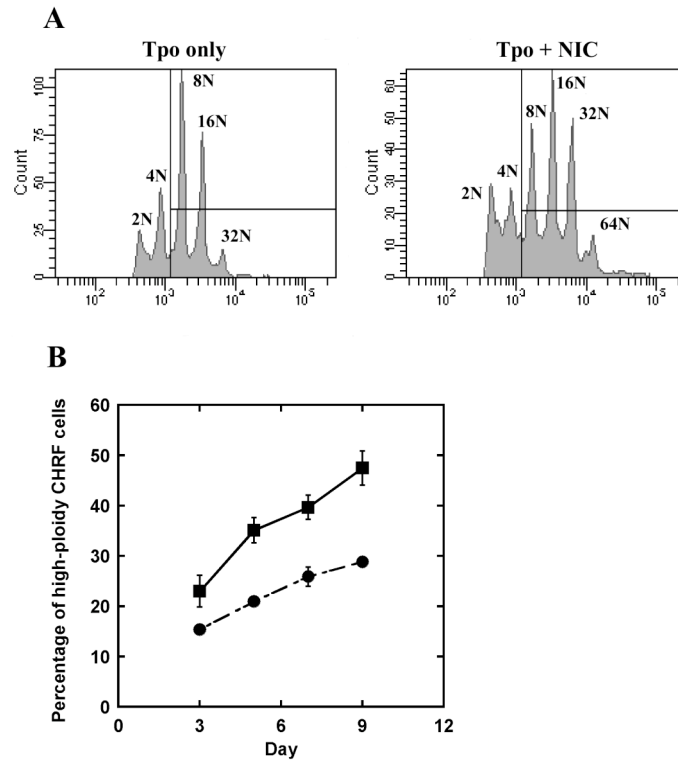 A
Tpo only
Tpo + NIC
8N
16N
4N
2N
32N
Count
100
75
50
25
0
10² 10³ 10⁴ 10⁵
16N
8N
32N
2N
4N
64N
Count
60
50
40
30
20
10
0
10² 10³ 10⁴ 10⁵
B
Percentage of high-ploidy CHRF cells
60
50
40
30
20
10
0
0 3 6 9 12
Day